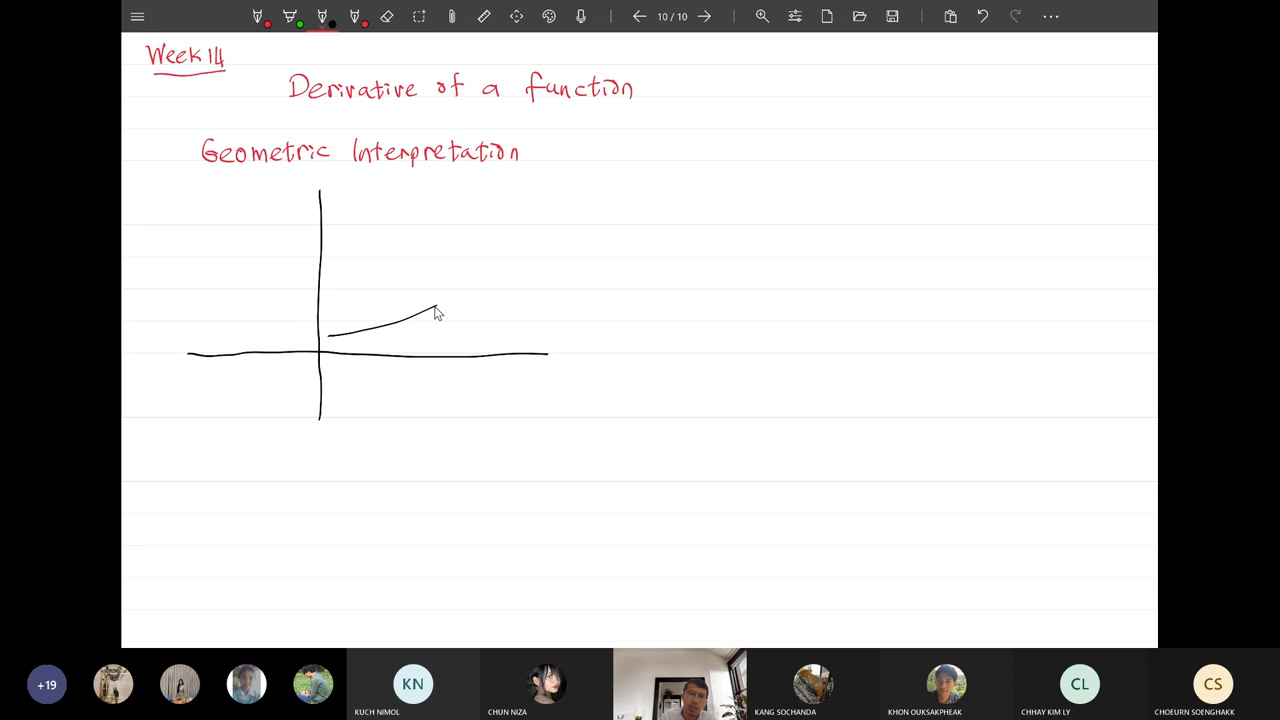 10 / 10
Week 14
Derivative of a function
Geometric Interpretation
+19
KN
CL
CS
KUCH NIMOL
CHUN NIZA
KANG SOCHANDA
KHON OUKSAKPHEAK
CHHAY KIM LY
CHOEURN SOENGHAKK